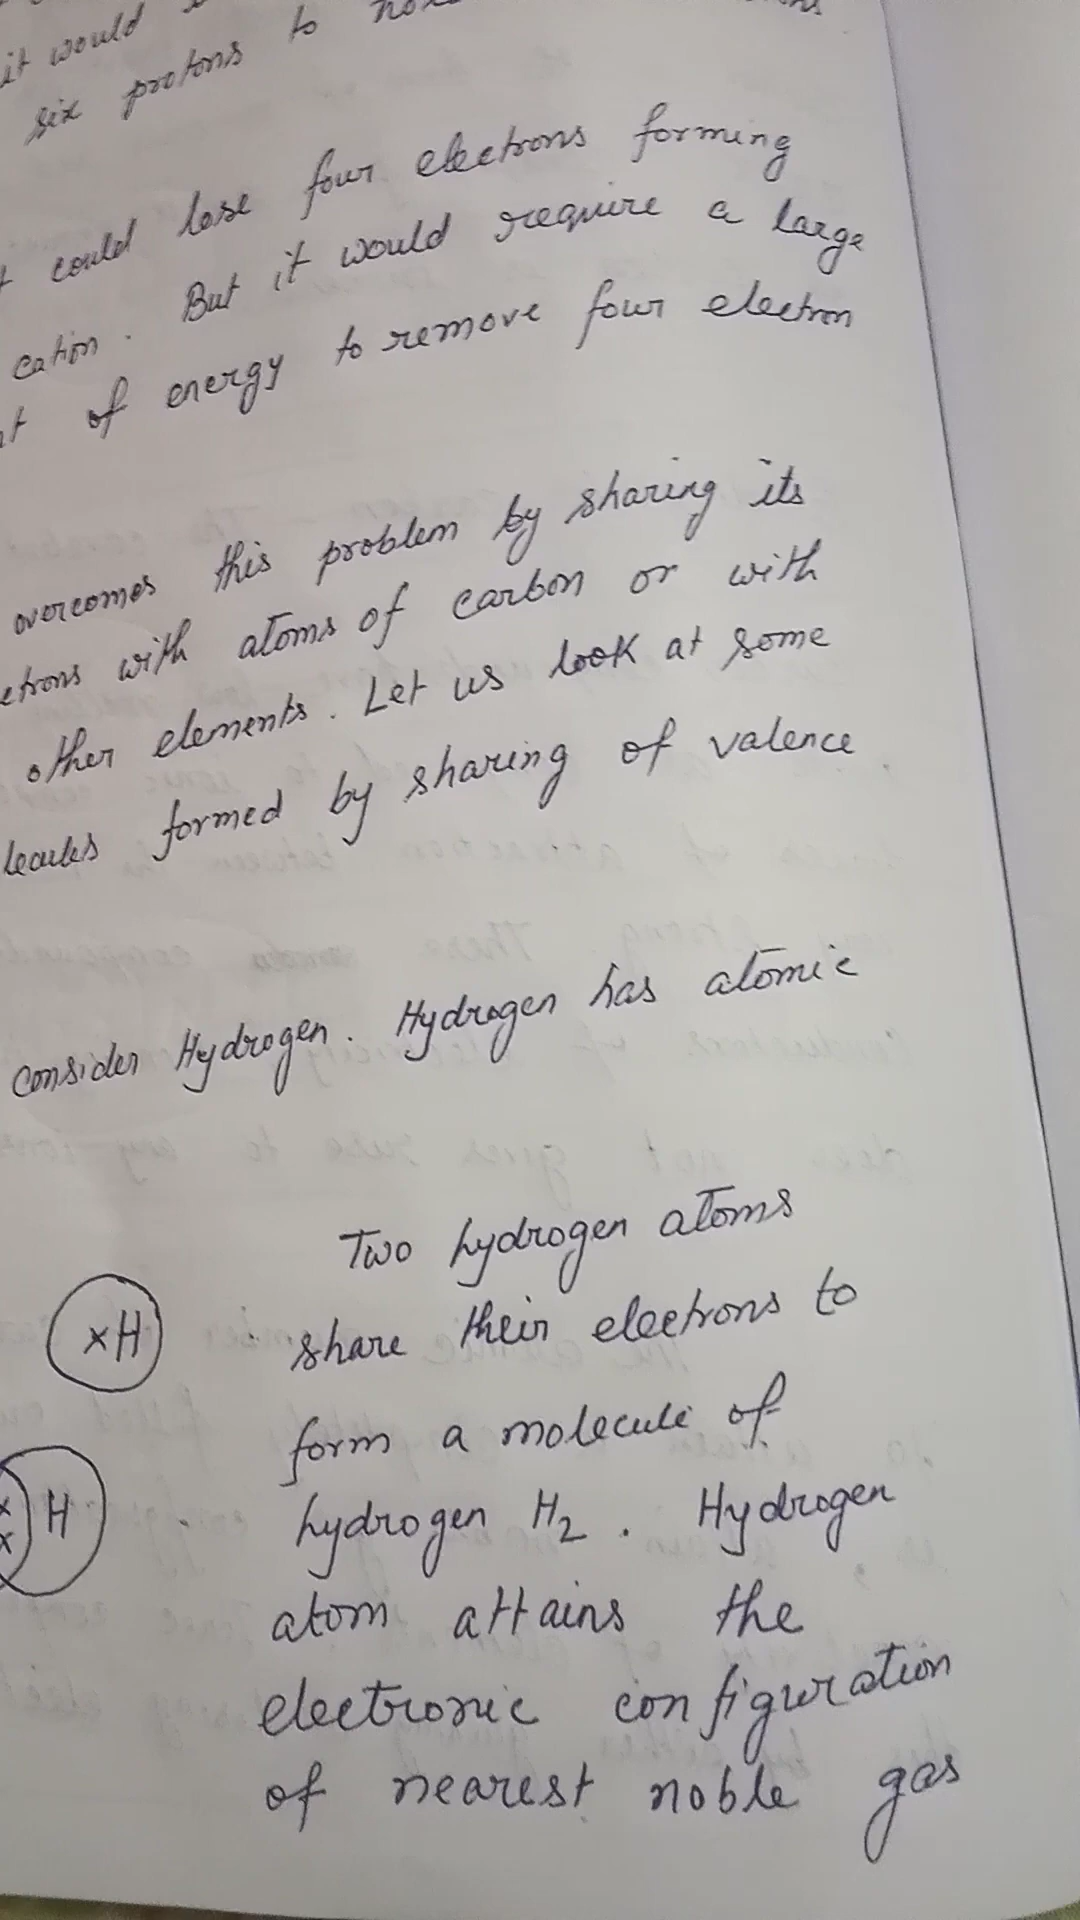 it would
six protons to
could lose four electrons forming
cation. But it would require a large
of energy to remove four electron
overcomes this problem by sharing its
etrons with atoms of carbon or with
other elements. Let us look at some
lecules formed by sharing of valence
consider Hydrogen. Hydrogen has atomic
Two hydrogen atoms
xH share their electrons to
form a molecule of
x x H hydrogen H2. Hydrogen
atom attains the
electronic configuration
of nearest noble gas